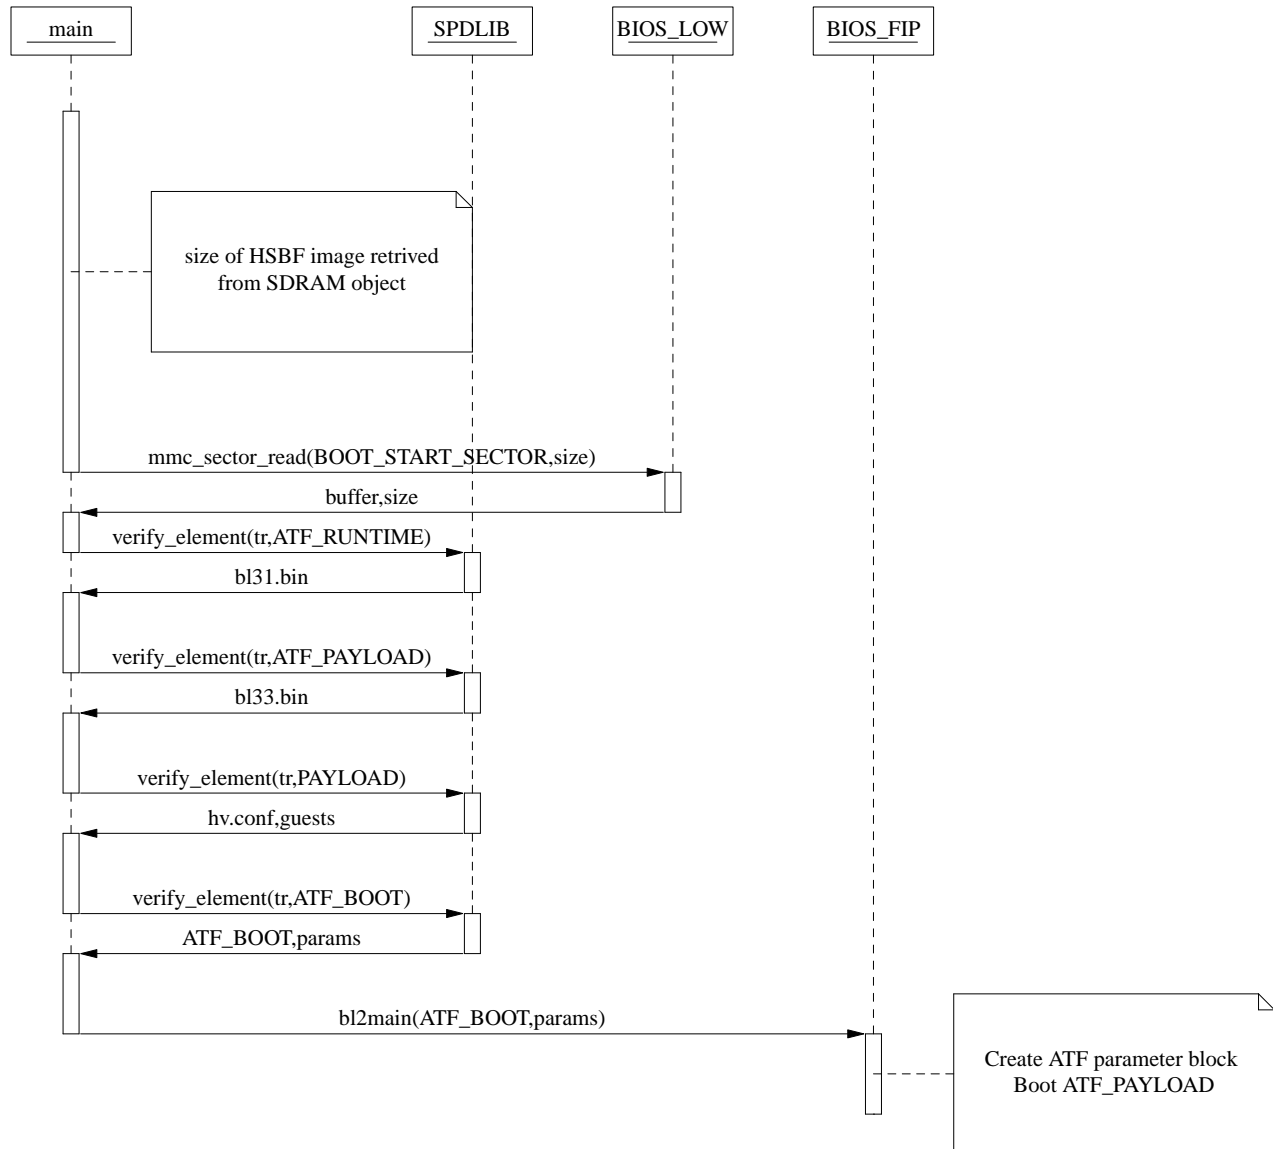 main
SPDLIB
BIOS_LOW
BIOS_FIP
size of HSBF image retrived
from SDRAM object
mmc_sector_read(BOOT_START_SECTOR,size)
buffer,size
verify_element(tr,ATF_RUNTIME)
bl31.bin
verify_element(tr,ATF_PAYLOAD)
bl33.bin
verify_element(tr,PAYLOAD)
hv.conf,guests
verify_element(tr,ATF_BOOT)
ATF_BOOT,params
bl2main(ATF_BOOT,params)
Create ATF parameter block
Boot ATF_PAYLOAD